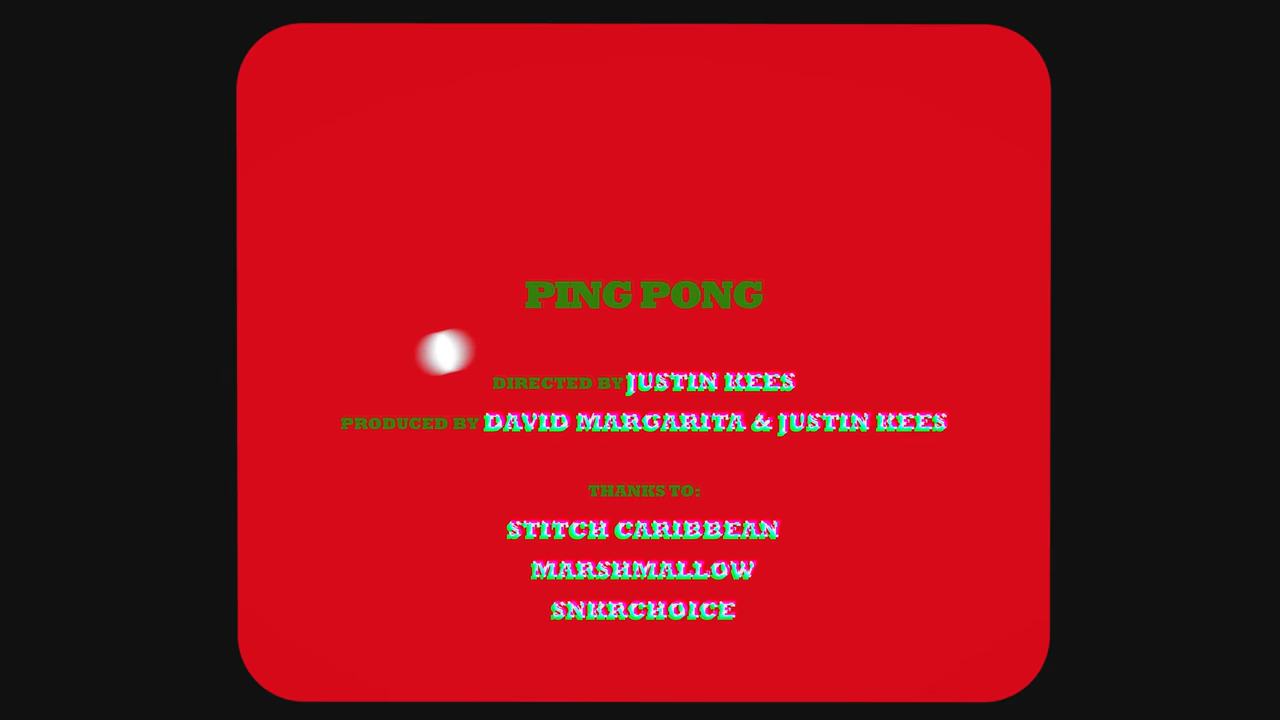 PING PONG
DIRECTED BY JUSTIN KEES
PRODUCED BY DAVID MARGARITA & JUSTIN KEES
THANKS TO:
STITCH CARIBBEAN
MARSHMALLOW
SNKRCHOICE